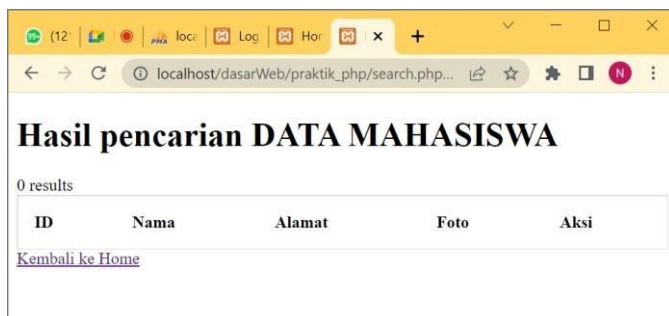 99+ (12 loca Log Hor
localhost/dasarWeb/praktik_php/search.php... N
Hasil pencarian DATA MAHASISWA
0 results
ID Nama Alamat Foto Aksi
Kembali ke Home